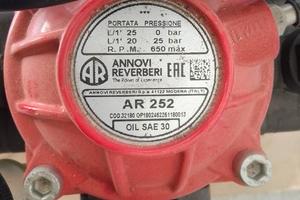 PORTATA PRESSIONE
L/1' 25 0 bar
L/1' 20 25 bar
R.P.M. 650 máx
AR
ANNOVI
REVERBERI
EAC
The Power of Experience
ANNOVI REVERBERI S.p.A 41122 MODENA (ITALY)
AR 252
OIL SAE 30